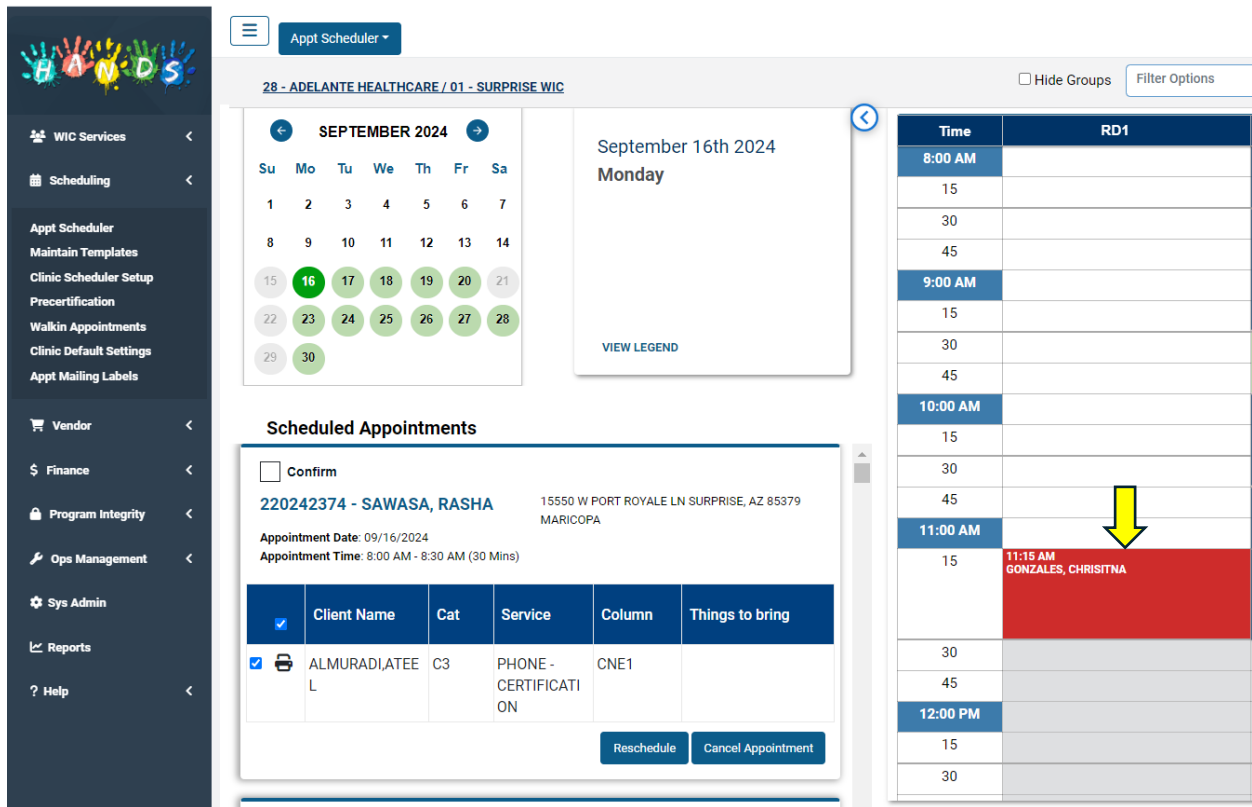 HANDS
WIC Services
Scheduling
Appt Scheduler
Maintain Templates
Clinic Scheduler Setup
Precertification
Walkin Appointments
Clinic Default Settings
Appt Mailing Labels
Vendor
$ Finance
Program Integrity
Ops Management
Sys Admin
Reports
? Help
Appt Scheduler
28 - ADELANTE HEALTHCARE / 01 - SURPRISE WIC
Hide Groups
Filter Options
SEPTEMBER 2024
Su Mo Tu We Th Fr Sa
1 2 3 4 5 6 7
8 9 10 11 12 13 14
15 16 17 18 19 20 21
22 23 24 25 26 27 28
29 30
September 16th 2024
Monday
VIEW LEGEND
Scheduled Appointments
Confirm
220242374 - SAWASA, RASHA
15550 W PORT ROYALE LN SURPRISE, AZ 85379
MARICOPA
Appointment Date: 09/16/2024
Appointment Time: 8:00 AM - 8:30 AM (30 Mins)
Client Name Cat Service Column Things to bring
ALMURADI,ATEE C3 PHONE - CNE1
L CERTIFICATI
ON
Reschedule Cancel Appointment
Time RD1
8:00 AM
15
30
45
9:00 AM
15
30
45
10:00 AM
15
30
45
11:00 AM
15 11:15 AM
GONZALES, CHRISITNA
30
45
12:00 PM
15
30